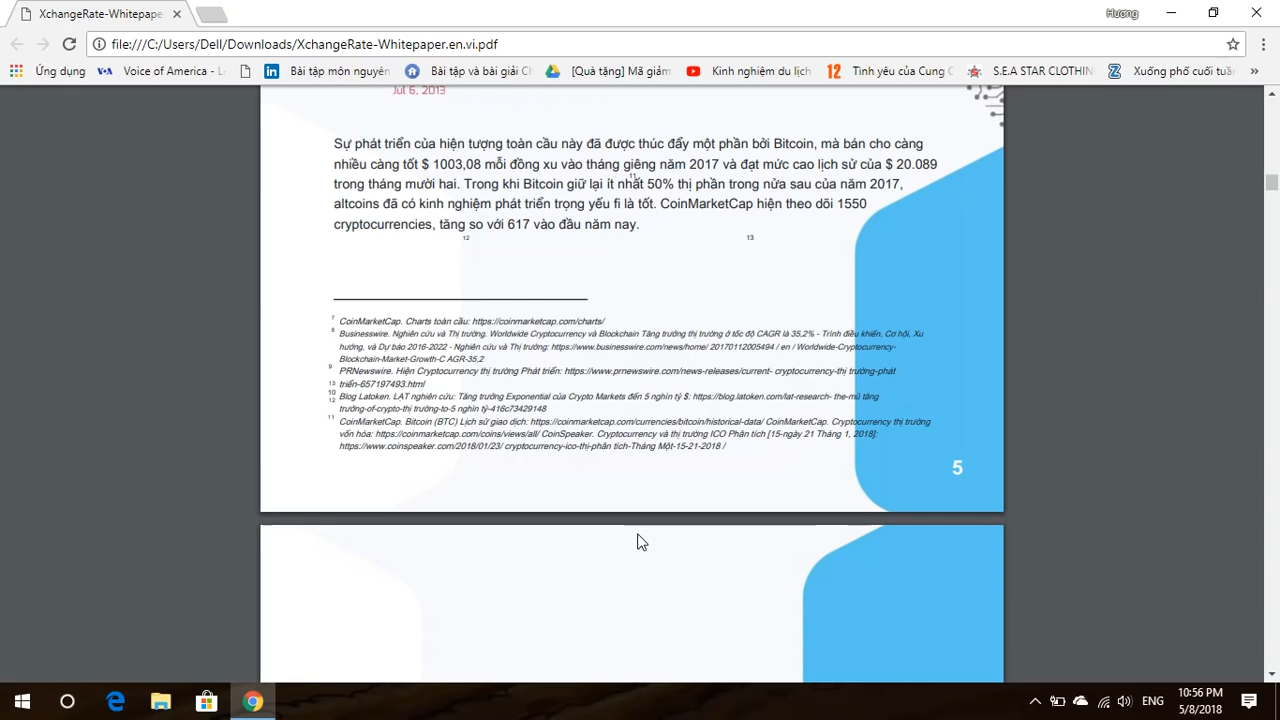 XchangeRate-Whitepape
Hương
file:///C:/Users/Dell/Downloads/XchangeRate-Whitepaper.en.vi.pdf
Ứng dụng
VOA
Voice of America - L
in
Bài tập môn nguyên
Bài tập và bài giải Ch
[Quà tặng] Mã giảm
Kinh nghiệm du lịch
12
Tình yêu của Cung
S.E.A STAR CLOTHIN
Z
Xuống phố cuối tuần
»
Jul 6, 2013
Sự phát triển của hiện tượng toàn cầu này đã được thúc đẩy một phần bởi Bitcoin, mà bán cho càng
nhiều càng tốt $ 1003,08 mỗi đồng xu vào tháng giêng năm 2017 và đạt mức cao lịch sử của $ 20.089
11
trong tháng mười hai. Trong khi Bitcoin giữ lại ít nhất 50% thị phần trong nửa sau của năm 2017,
altcoins đã có kinh nghiệm phát triển trọng yếu fi là tốt. CoinMarketCap hiện theo dõi 1550
cryptocurrencies, tăng so với 617 vào đầu năm nay.
12
13
7 CoinMarketCap. Charts toàn cầu: https://coinmarketcap.com/charts/
8 Businesswire. Nghiên cứu và Thị trường. Worldwide Cryptocurrency và Blockchain Tăng trưởng thị trường ở tốc độ CAGR là 35,2% - Trình điều khiển, Cơ hội, Xu
hướng, và Dự báo 2016-2022 - Nghiên cứu và Thị trường: https://www.businesswire.com/news/home/ 20170112005494 / en / Worldwide-Cryptocurrency-
Blockchain-Market-Growth-C AGR-35,2
9 PRNewswire. Hiện Cryptocurrency thị trường Phát triển: https://www.prnewswire.com/news-releases/current- cryptocurrency-thị trường-phát
13 triển-657197493.html
10 Blog Latoken. LAT nghiên cứu: Tăng trưởng Exponential của Crypto Markets đến 5 nghìn tỷ $: https://blog.latoken.com/lat-research- the-mũ tăng
12 trưởng-of-crypto-thị trường-to-5 nghìn tỷ-416c73429148
11 CoinMarketCap. Bitcoin (BTC) Lịch sử giao dịch: https://coinmarketcap.com/currencies/bitcoin/historical-data/ CoinMarketCap. Cryptocurrency thị trường
vốn hóa: https://coinmarketcap.com/coins/views/all/ CoinSpeaker. Cryptocurrency và thị trường ICO Phân tích [15-ngày 21 Tháng 1, 2018]:
https://www.coinspeaker.com/2018/01/23/ cryptocurrency-ico-thị-phân tích-Tháng Một-15-21-2018 /
5
ENG
10:56 PM
5/8/2018